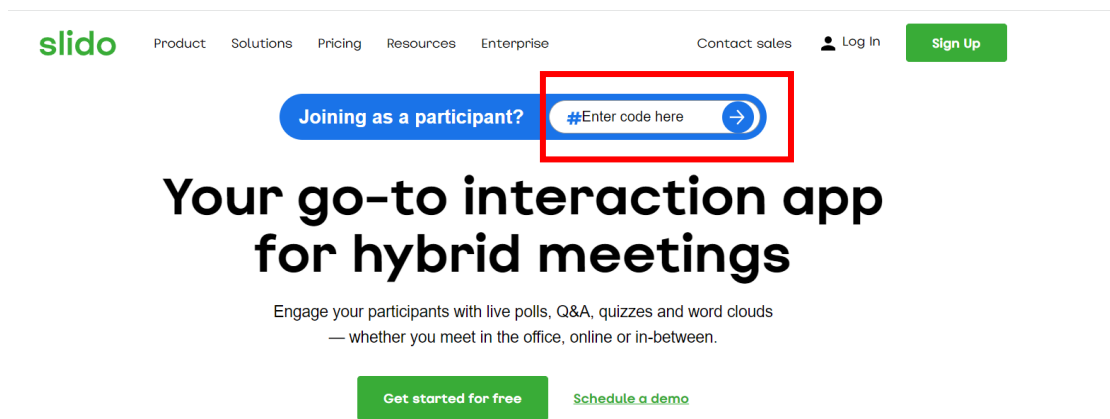 slido Product Solutions Pricing Resources Enterprise Contact sales Log In Sign Up
Joining as a participant? #Enter code here
Your go-to interaction app
for hybrid meetings
Engage your participants with live polls, Q&A, quizzes and word clouds
— whether you meet in the office, online or in-between.
Get started for free Schedule a demo